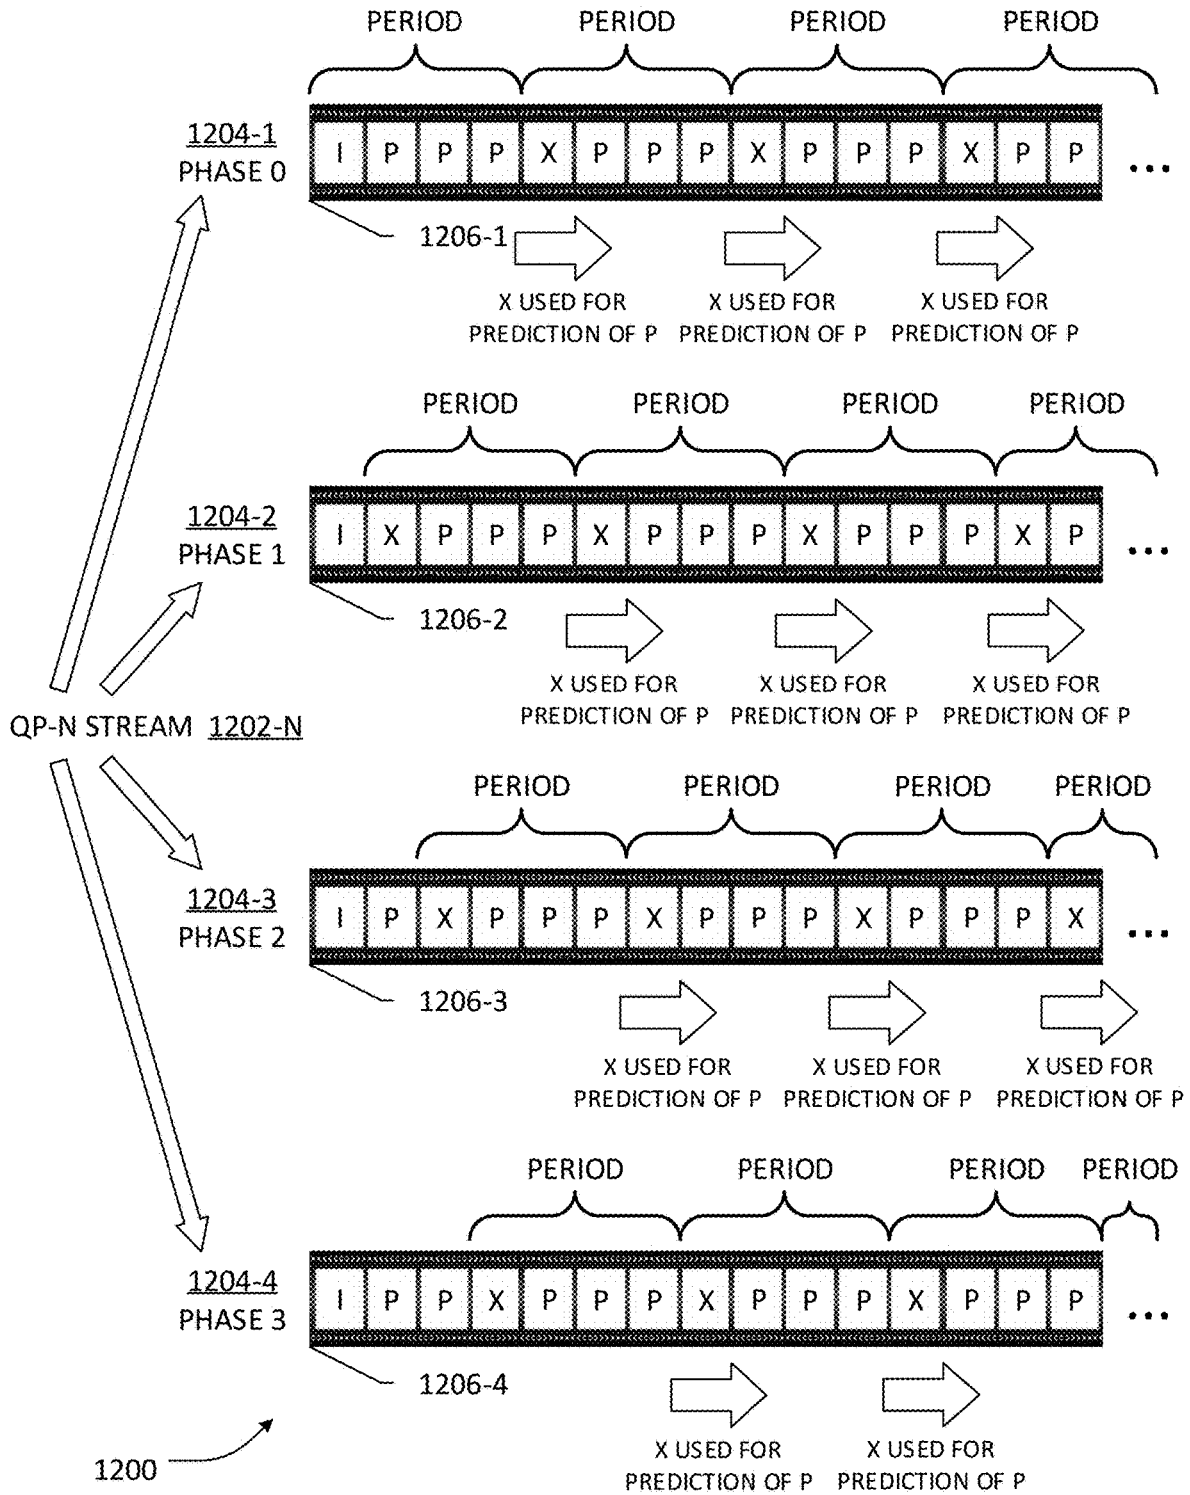 PERIOD PERIOD PERIOD PERIOD
1204-1
PHASE 0
I P P P X P P P X P P P X P P ...
1206-1
X USED FOR PREDICTION OF P
X USED FOR PREDICTION OF P
X USED FOR PREDICTION OF P
PERIOD PERIOD PERIOD PERIOD
1204-2
PHASE 1
I X P P P X P P P X P P P X P ...
1206-2
X USED FOR PREDICTION OF P
X USED FOR PREDICTION OF P
X USED FOR PREDICTION OF P
QP-N STREAM 1202-N
PERIOD PERIOD PERIOD PERIOD
1204-3
PHASE 2
I P X P P P X P P P X P P P X ...
1206-3
X USED FOR PREDICTION OF P
X USED FOR PREDICTION OF P
X USED FOR PREDICTION OF P
PERIOD PERIOD PERIOD PERIOD
1204-4
PHASE 3
I P P X P P P X P P P X P P P ...
1206-4
X USED FOR PREDICTION OF P
X USED FOR PREDICTION OF P
1200